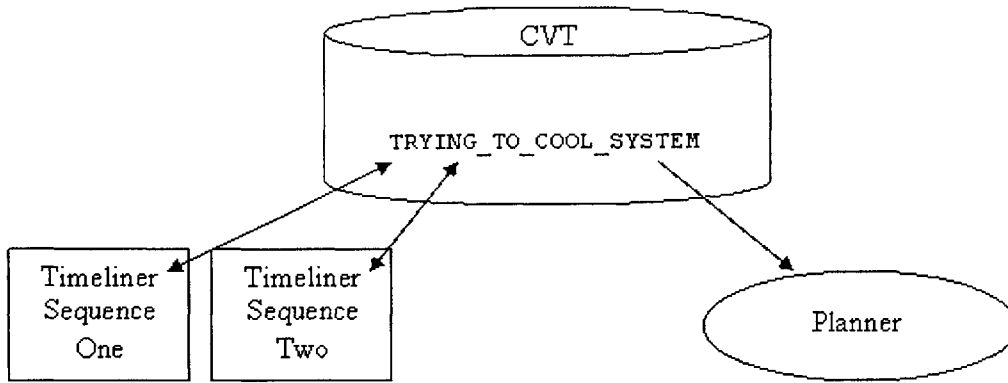 CVT
TRYING_TO_COOL_SYSTEM
Timeliner
Sequence
One
Timeliner
Sequence
Two
Planner